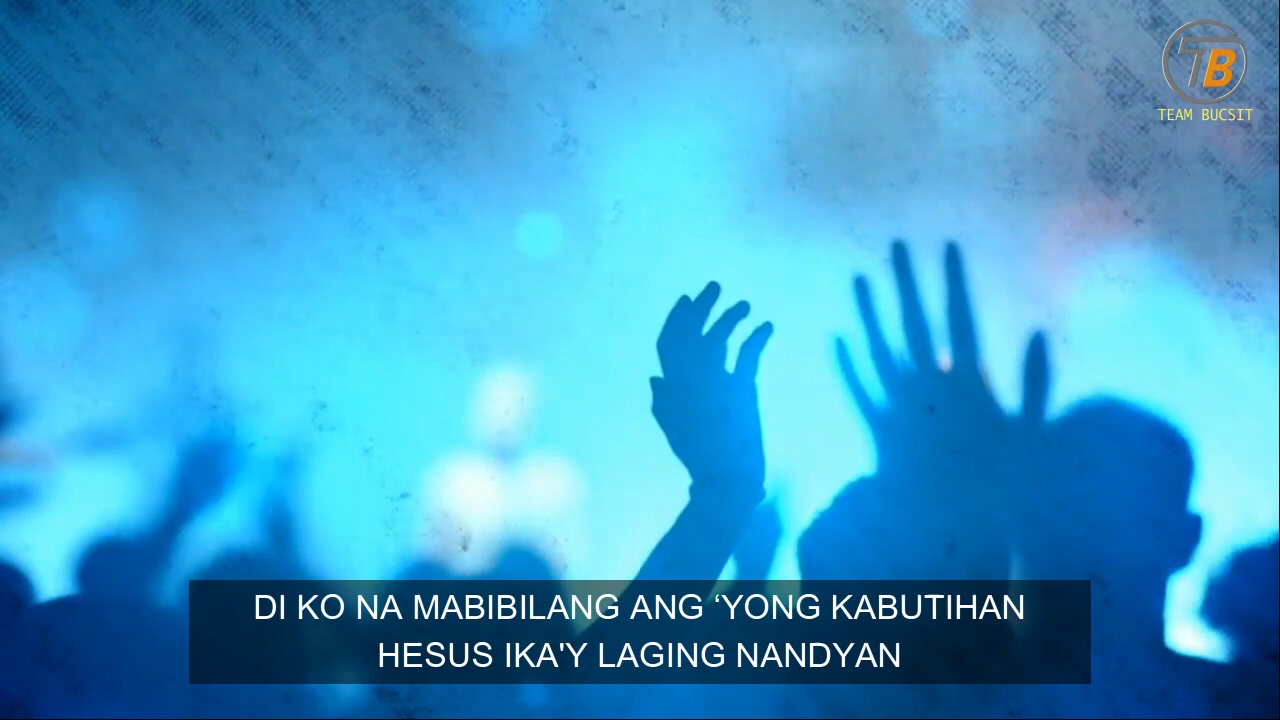 TB
TEAM BUCSIT
DI KO NA MABIBILANG ANG ‘YONG KABUTIHAN
HESUS IKA'Y LAGING NANDYAN